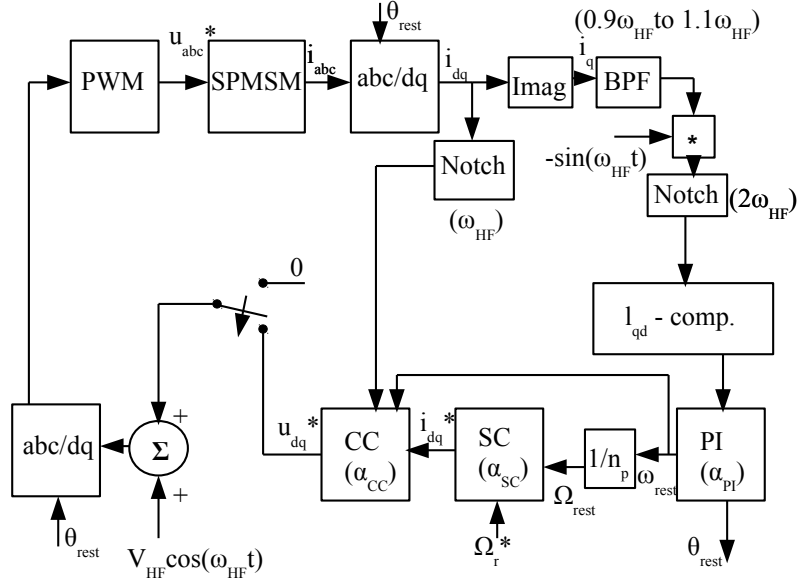 θ_rest
(0.9ω_HF to 1.1ω_HF)
u_abc*
i_abc
i_dq
i_q
PWM
SPMSM
abc/dq
Imag
BPF
*
-sin(ω_HF t)
Notch
(ω_HF)
Notch
(2ω_HF)
0
l_qd - comp.
abc/dq
+
Σ
+
u_dq*
CC
(α_CC)
i_dq*
SC
(α_SC)
1/n_p
Ω_rest
ω_rest
PI
(α_PI)
θ_rest
V_HF cos(ω_HF t)
Ω_r*
θ_rest